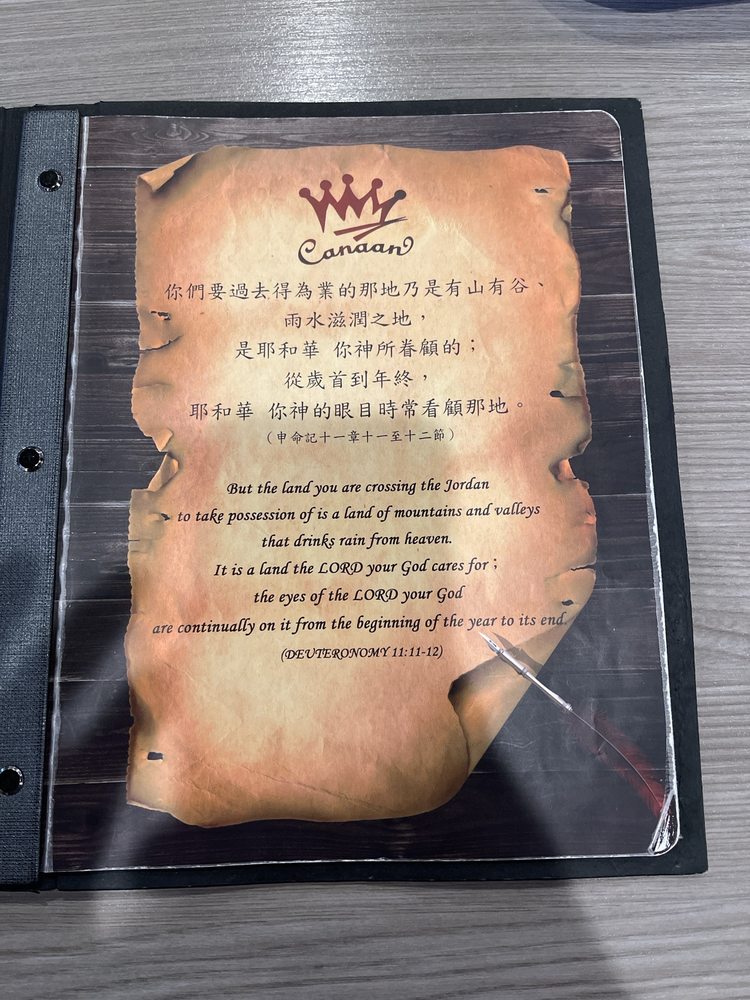 Canaan
你們要過去得為業的那地乃是有山有谷、
雨水滋潤之地，
是耶和華 你神所眷顧的；
從歲首到年終，
耶和華 你神的眼目時常看顧那地。
（申命記十一章十一至十二節）
But the land you are crossing the Jordan
to take possession of is a land of mountains and valleys
that drinks rain from heaven.
It is a land the LORD your God cares for；
the eyes of the LORD your God
are continually on it from the beginning of the year to its end.
(DEUTERONOMY 11:11-12)